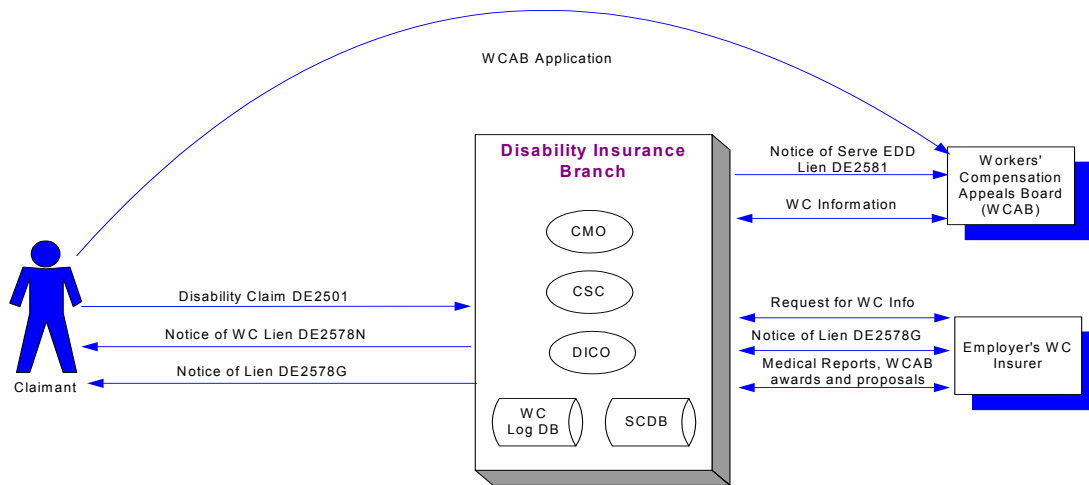 WCAB Application
Disability Insurance
Branch
CMO
CSC
DICO
WC
Log DB
SCDB
Claimant
Disability Claim DE2501
Notice of WC Lien DE2578N
Notice of Lien DE2578G
Notice of Serve EDD
Lien DE2581
WC Information
Workers'
Compensation
Appeals Board
(WCAB)
Request for WC Info
Notice of Lien DE2578G
Medical Reports, WCAB
awards and proposals
Employer's WC
Insurer